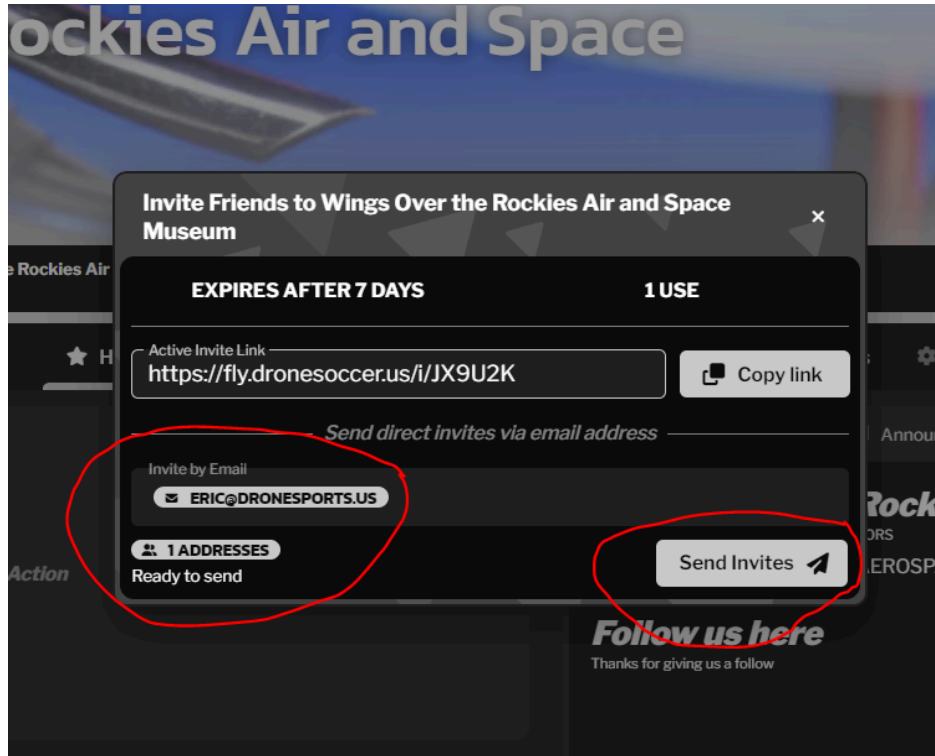 ockies Air and Space
Invite Friends to Wings Over the Rockies Air and Space
Museum
e Rockies Air
EXPIRES AFTER 7 DAYS
1 USE
H
Active Invite Link
https://fly.dronesoccer.us/i/JX9U2K
Copy link
Send direct invites via email address
Annou
Invite by Email
ERIC@DRONESPORTS.US
Rock
ORS
1 ADDRESSES
Ready to send
Send Invites
AEROSP
Action
Follow us here
Thanks for giving us a follow